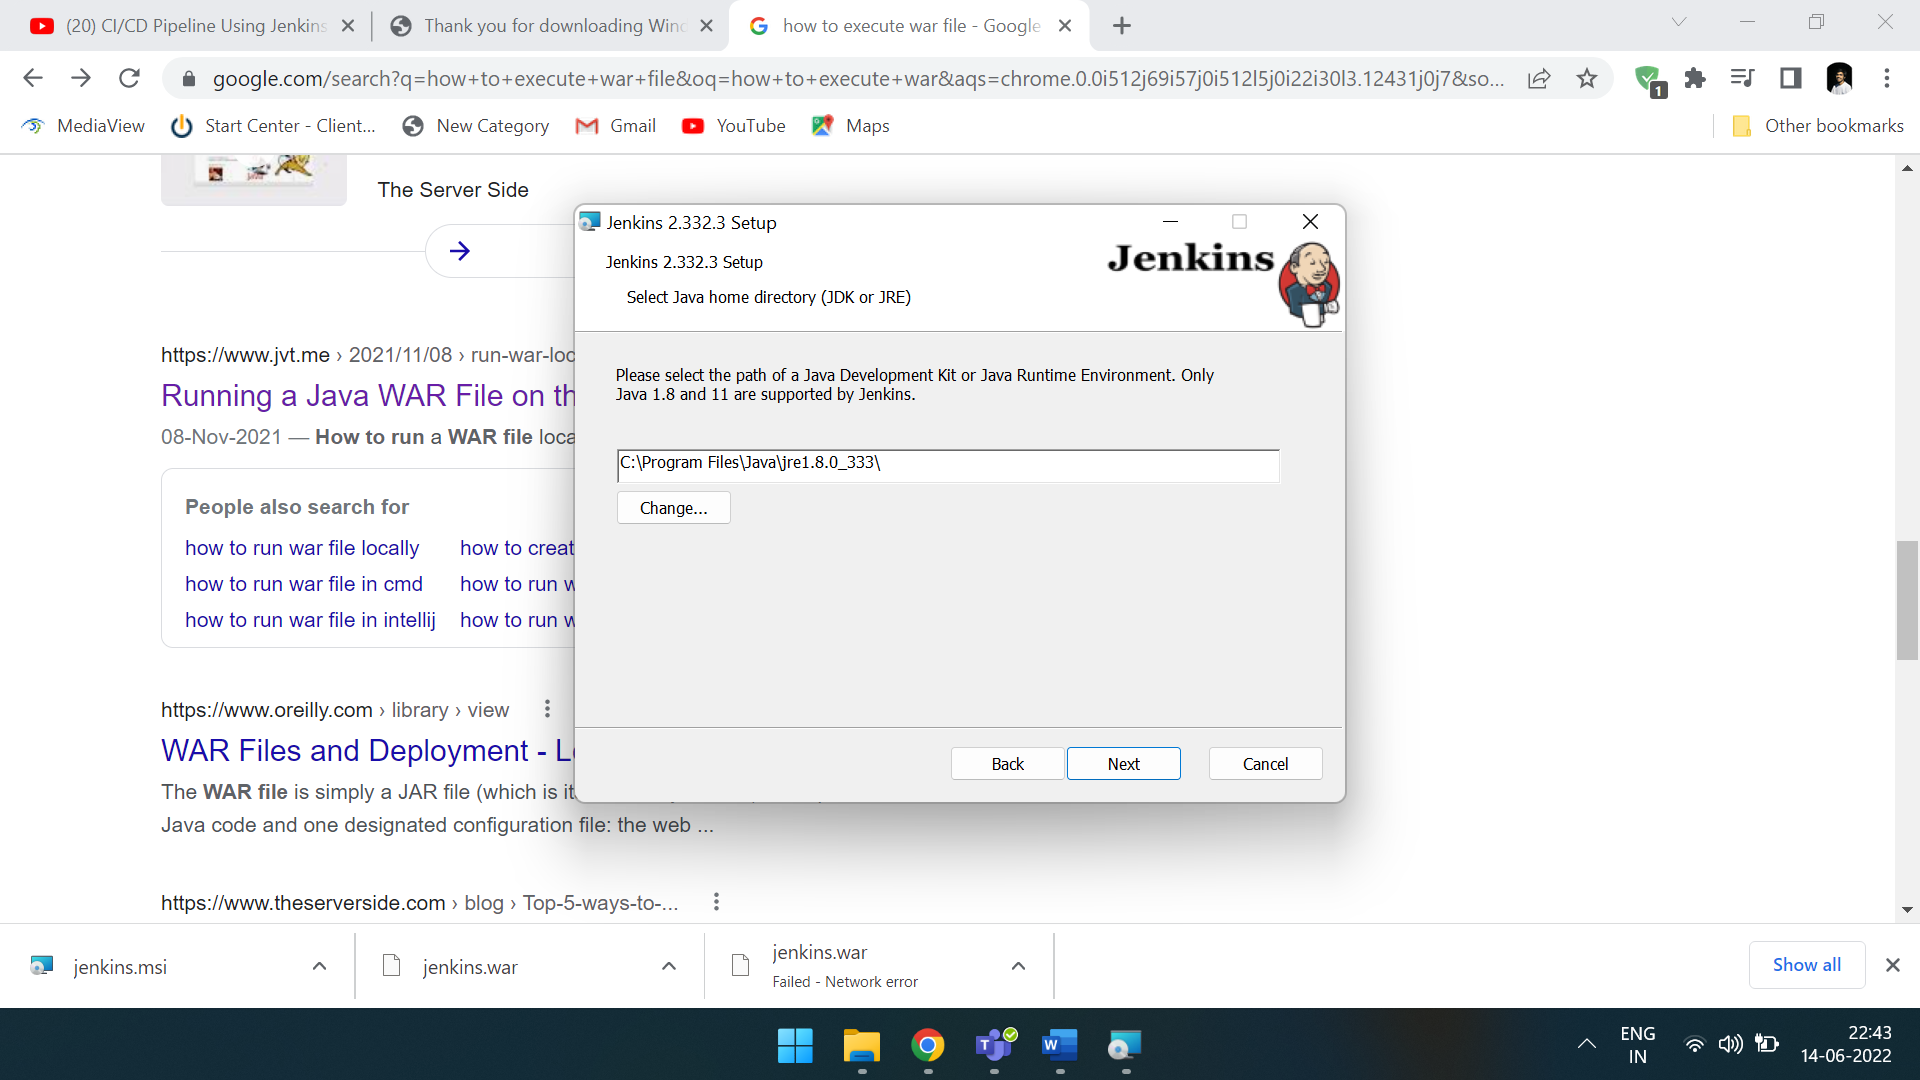 (20) CI/CD Pipeline Using Jenkins
Thank you for downloading Wind
how to execute war file - Google
google.com/search?q=how+to+execute+war+file&oq=how+to+execute+war&aqs=chrome.0.0i512j69i57j0i512l5j0i22i30l3.12431j0j7&so...
1
MediaView
Start Center - Client...
New Category
Gmail
YouTube
Maps
Other bookmarks
The Server Side
https://www.jvt.me › 2021/11/08 › run-war-loc
Running a Java WAR File on th
08-Nov-2021 — How to run a WAR file loca
People also search for
how to run war file locally
how to creat
how to run war file in cmd
how to run w
how to run war file in intellij
how to run w
https://www.oreilly.com › library › view
WAR Files and Deployment - L
The WAR file is simply a JAR file (which is it
Java code and one designated configuration file: the web ...
https://www.theserverside.com › blog › Top-5-ways-to-...
Jenkins 2.332.3 Setup
Jenkins 2.332.3 Setup
Jenkins
Select Java home directory (JDK or JRE)
Please select the path of a Java Development Kit or Java Runtime Environment. Only
Java 1.8 and 11 are supported by Jenkins.
C:\Program Files\Java\jre1.8.0_333\
Change...
Back
Next
Cancel
jenkins.msi
jenkins.war
jenkins.war
Failed - Network error
Show all
ENG
IN
22:43
14-06-2022